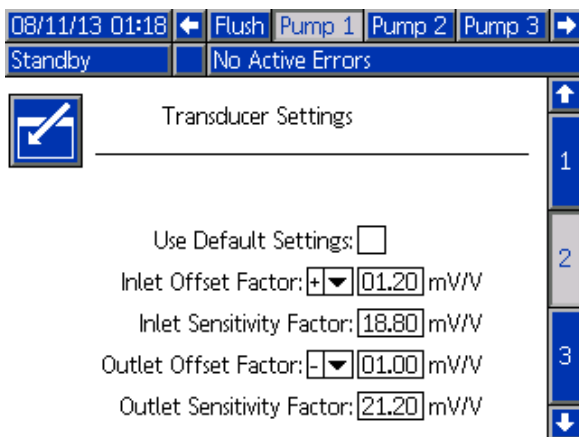 08/11/13 01:18 Flush Pump 1 Pump 2 Pump 3
Standby No Active Errors
Transducer Settings
1
Use Default Settings:
2
Inlet Offset Factor: + 01.20 mV/V
Inlet Sensitivity Factor: 18.80 mV/V
3
Outlet Offset Factor: - 01.00 mV/V
Outlet Sensitivity Factor: 21.20 mV/V